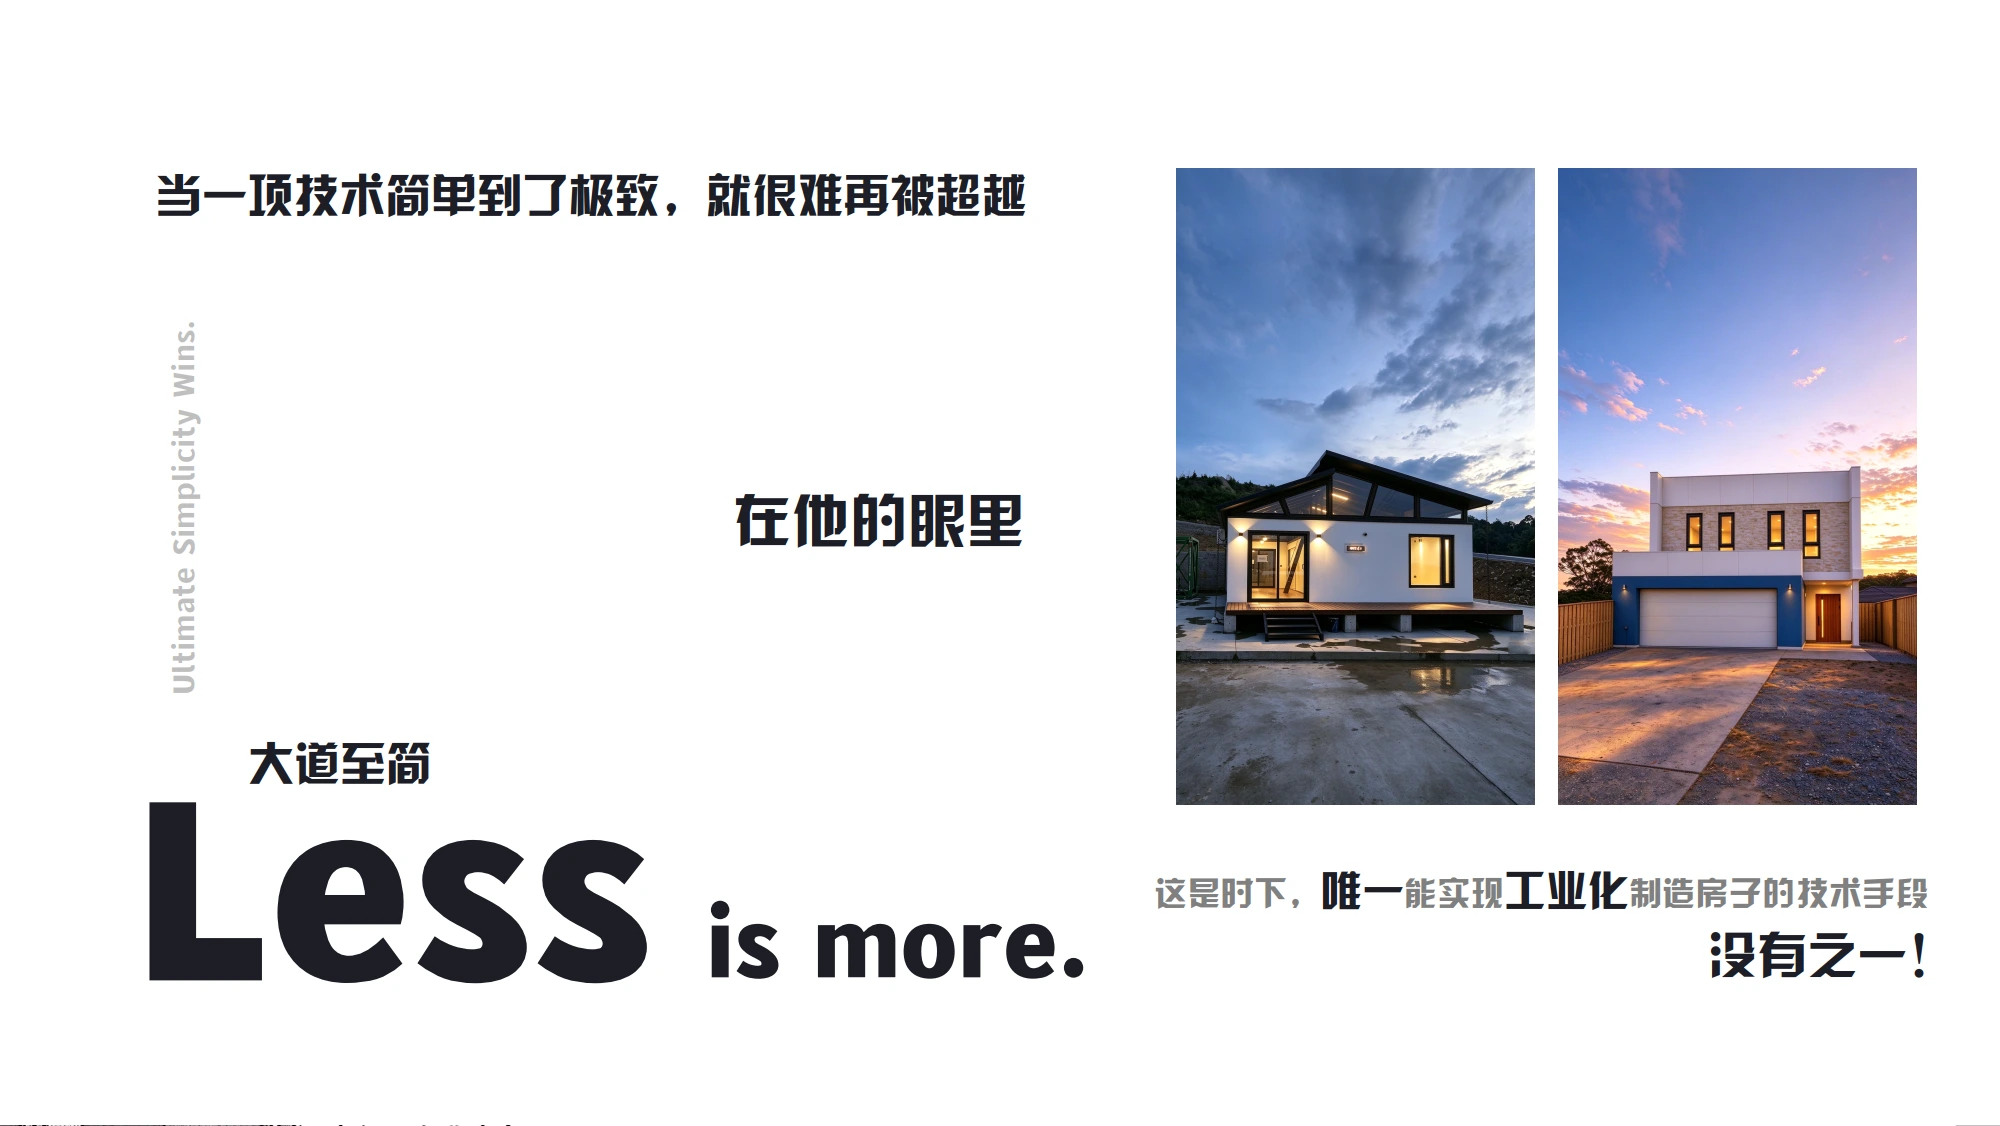 当一项技术简单到了极致，就很难再被超越
Ultimate Simplicity Wins.
在他的眼里
大道至简
Less is more.
这是时下，唯一能实现工业化制造房子的技术手段
没有之一！